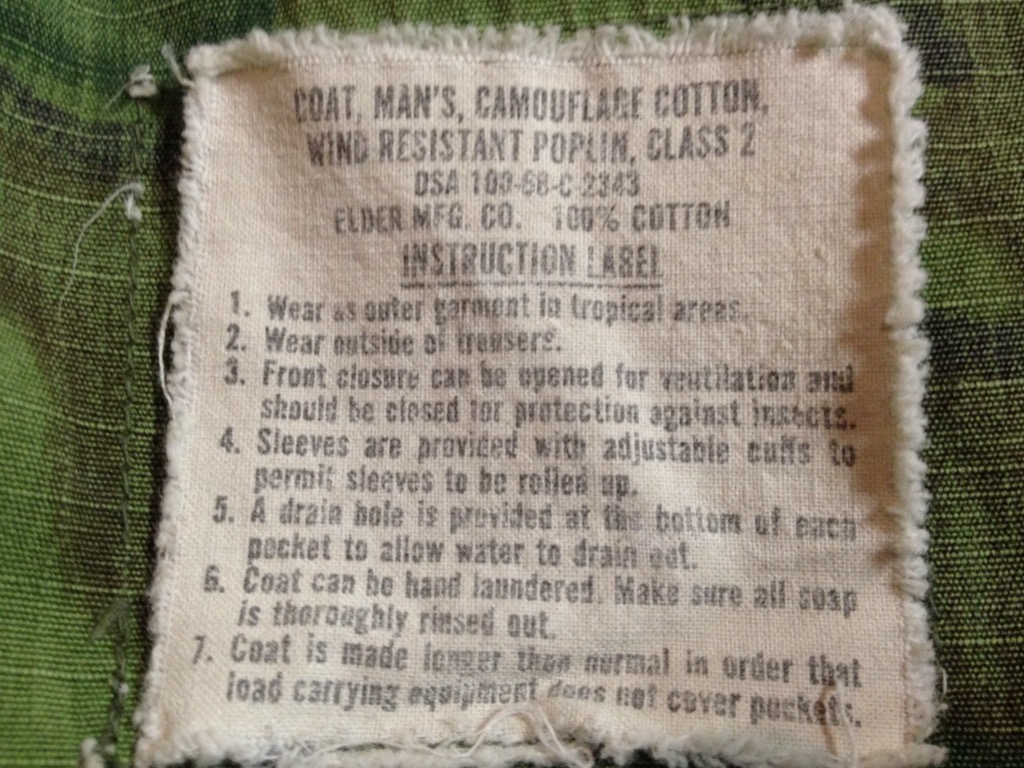 COAT, MAN'S, CAMOUFLAGE COTTON,
WIND RESISTANT POPLIN, CLASS 2
DSA 100-68-C-2343
ELDER MFG. CO. 100% COTTON
INSTRUCTION LABEL
1. Wear as outer garment in tropical areas.
2. Wear outside of trousers.
3. Front closure can be opened for ventilation and
should be closed for protection against insects.
4. Sleeves are provided with adjustable cuffs to
permit sleeves to be rolled up.
5. A drain hole is provided at the bottom of each
pocket to allow water to drain out.
6. Coat can be hand laundered. Make sure all soap
is thoroughly rinsed out.
7. Coat is made longer than normal in order that
load carrying equipment does not cover pockets.